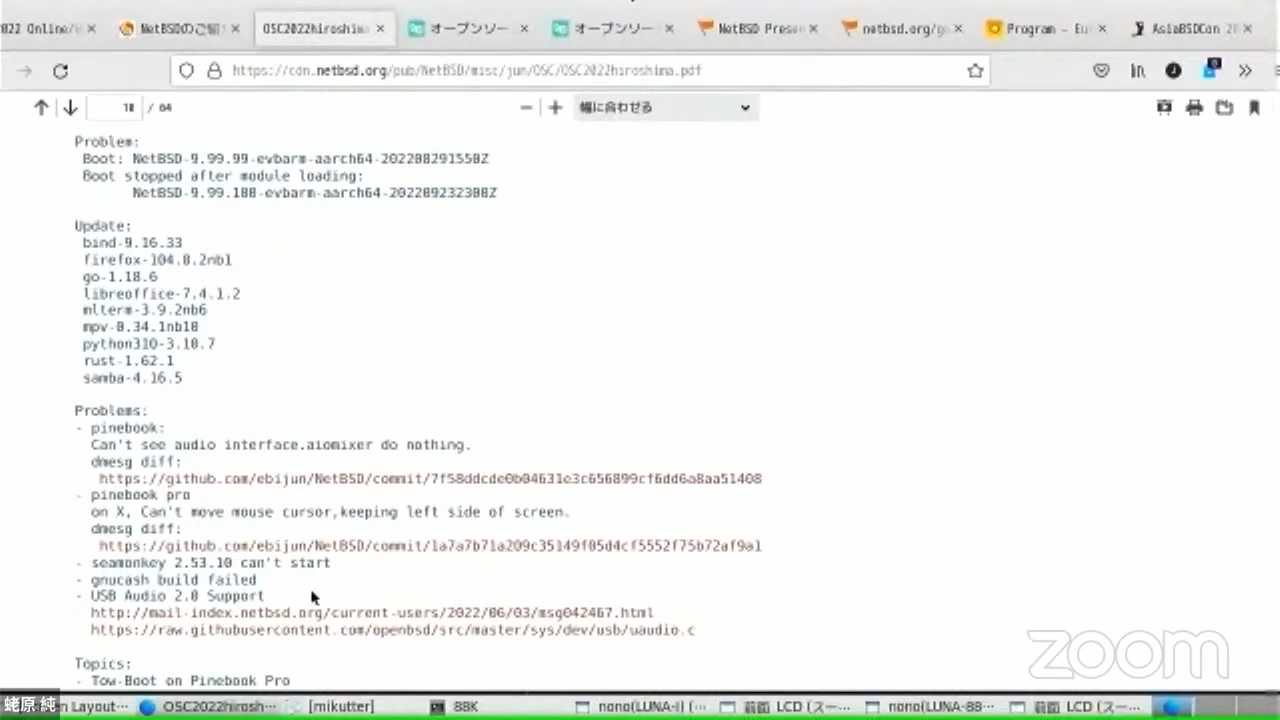 022 Online/
NetBSDのご紹
OSC2022hiroshima
オープンソー
オープンソー
NetBSD Presen
netbsd.org/g
Program – Eu
AsiaBSDCon 2
https://cdn.netbsd.org/pub/NetBSD/misc/jun/OSC/OSC2022hiroshima.pdf
18 / 64
幅に合わせる
Problem:
Boot: NetBSD-9.99.99-evbarm-aarch64-202208291550Z
Boot stopped after module loading:
NetBSD-9.99.100-evbarm-aarch64-202209232300Z
Update:
bind-9.16.33
firefox-104.0.2nb1
go-1.18.6
libreoffice-7.4.1.2
mlterm-3.9.2nb6
mpv-0.34.1nb10
python310-3.10.7
rust-1.62.1
samba-4.16.5
Problems:
- pinebook:
Can't see audio interface.aiomixer do nothing.
dmesg diff:
https://github.com/ebijun/NetBSD/commit/7f58ddcde0b04631e3c656899cf6dd6a8aa51408
- pinebook pro
on X, Can't move mouse cursor,keeping left side of screen.
dmesg diff:
https://github.com/ebijun/NetBSD/commit/1a7a7b71a209c35149f05d4cf5552f75b72af9a1
- seamonkey 2.53.10 can't start
- gnucash build failed
- USB Audio 2.0 Support
http://mail-index.netbsd.org/current-users/2022/06/03/msg042467.html
https://raw.githubusercontent.com/openbsd/src/master/sys/dev/usb/uaudio.c
Topics:
- Tow-Boot on Pinebook Pro
zoom
蛯原 純
n Layout…
OSC2022hirosh…
[mikutter]
88K
nono(LUNA-I) (…
前面 LCD (スー…
nono(LUNA-88…
前面 LCD (スー…